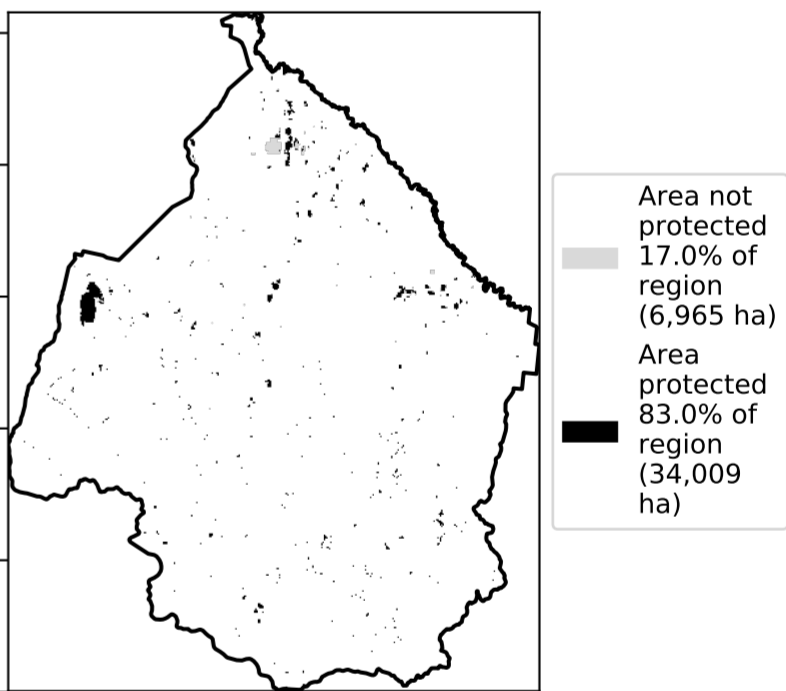 Area not
protected
17.0% of
region
(6,965 ha)
Area
protected
83.0% of
region
(34,009
ha)